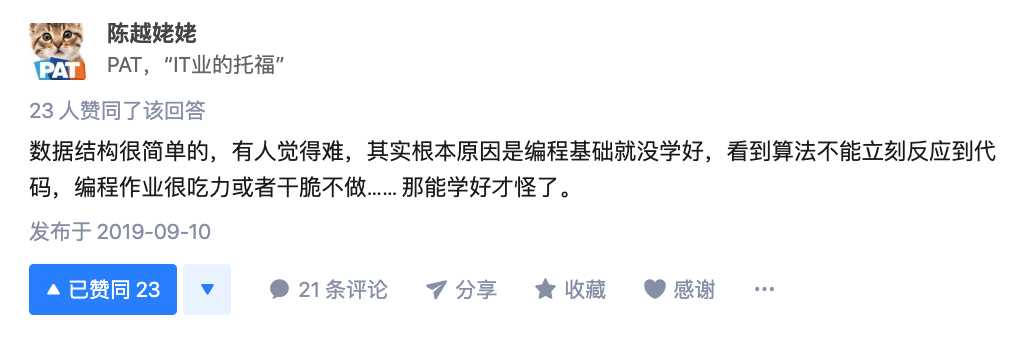 陈越姥姥
PAT
PAT，“IT业的托福”
23 人赞同了该回答
数据结构很简单的，有人觉得难，其实根本原因是编程基础就没学好，看到算法不能立刻反应到代
码，编程作业很吃力或者干脆不做…… 那能学好才怪了。
发布于 2019-09-10
已赞同 23 21 条评论 分享 收藏 感谢